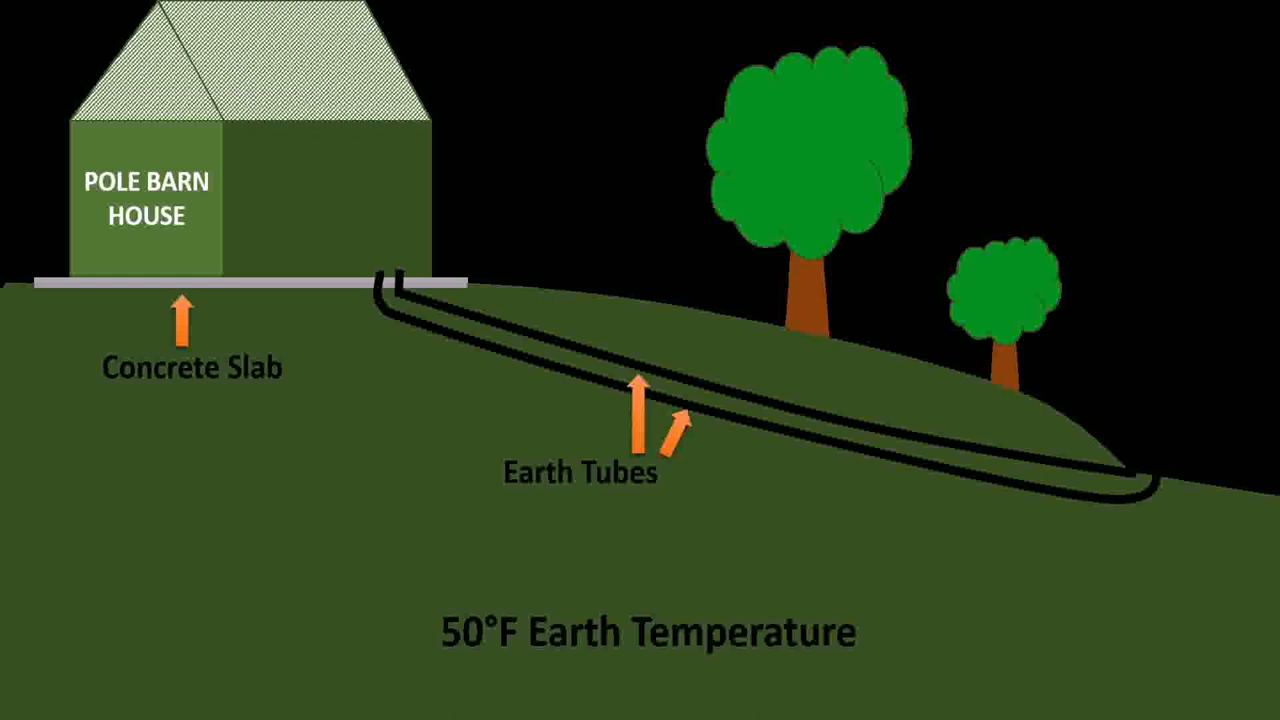 POLE BARN
HOUSE
Concrete Slab
Earth Tubes
50°F Earth Temperature